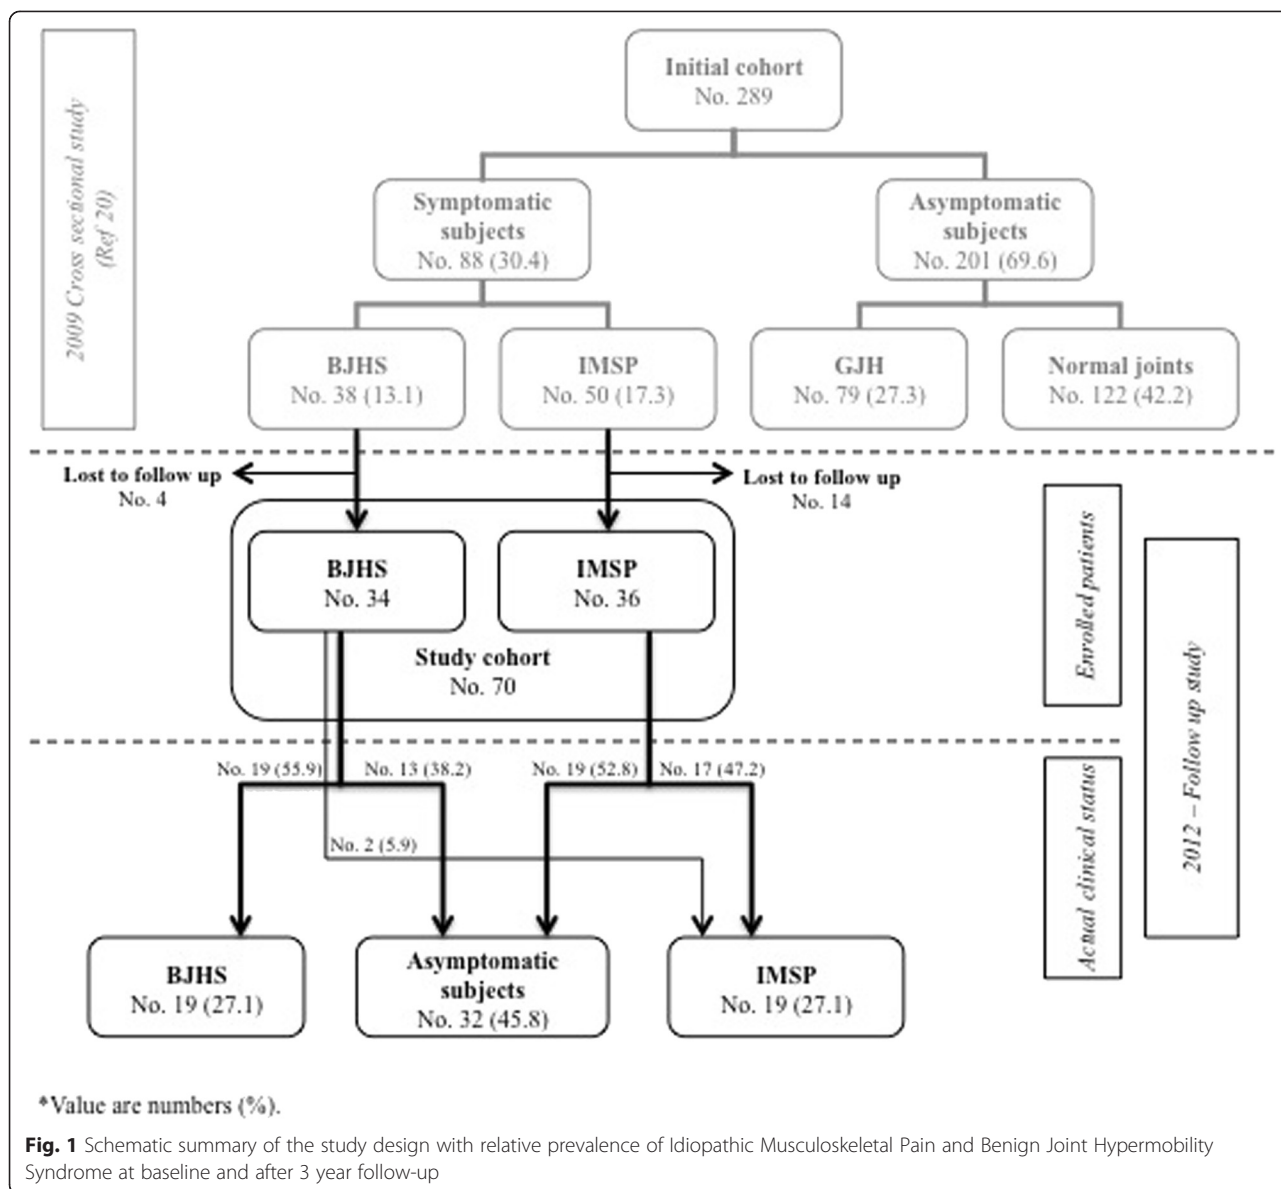 2009 Cross sectional study
(Ref 20)
Initial cohort
No. 289
Symptomatic
subjects
No. 88 (30.4)
Asymptomatic
subjects
No. 201 (69.6)
BJHS
No. 38 (13.1)
IMSP
No. 50 (17.3)
GJH
No. 79 (27.3)
Normal joints
No. 122 (42.2)
Lost to follow up
No. 4
Lost to follow up
No. 14
BJHS
No. 34
IMSP
No. 36
Study cohort
No. 70
Enrolled patients
2012 – Follow up study
No. 19 (55.9)
No. 13 (38.2)
No. 19 (52.8)
No. 17 (47.2)
No. 2 (5.9)
Actual clinical status
BJHS
No. 19 (27.1)
Asymptomatic
subjects
No. 32 (45.8)
IMSP
No. 19 (27.1)
*Value are numbers (%).
Fig. 1 Schematic summary of the study design with relative prevalence of Idiopathic Musculoskeletal Pain and Benign Joint Hypermobility
Syndrome at baseline and after 3 year follow-up